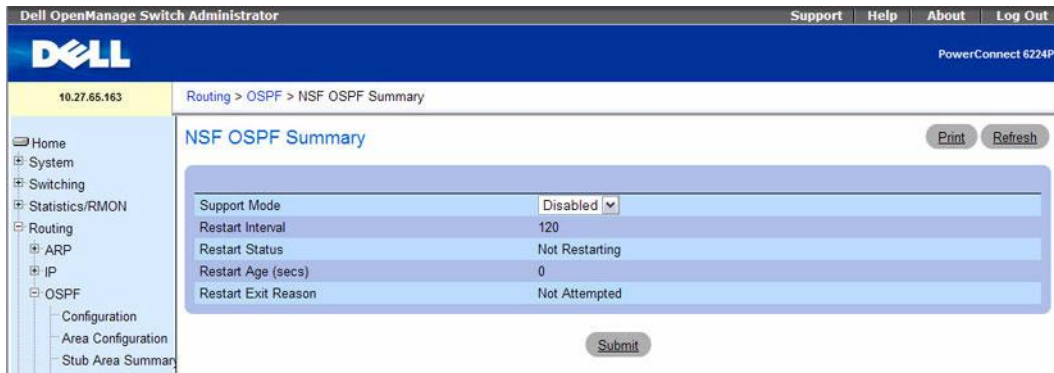 Dell OpenManage Switch Administrator
Support Help About Log Out
DELL
PowerConnect 6224P
10.27.65.163
Routing > OSPF > NSF OSPF Summary
Home
System
Switching
Statistics/RMON
Routing
ARP
IP
OSPF
Configuration
Area Configuration
Stub Area Summary
NSF OSPF Summary
Print Refresh
Support Mode Disabled
Restart Interval 120
Restart Status Not Restarting
Restart Age (secs) 0
Restart Exit Reason Not Attempted
Submit